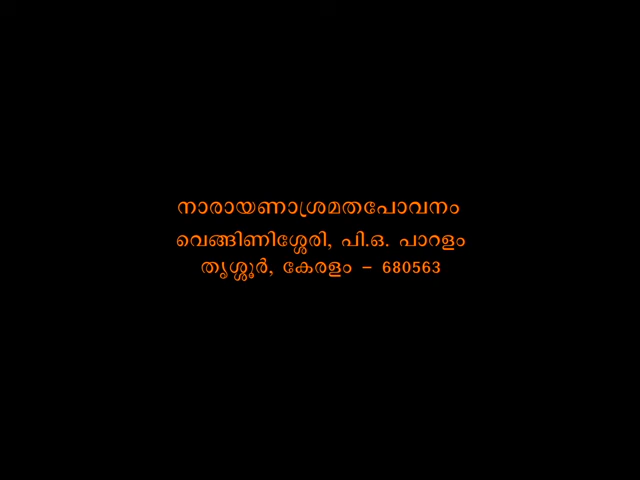 നാരായണാശ്രമതപോവനം
വെങ്ങിണിശ്ശേരി, പി.ഒ. പാറളം
തൃശ്ശൂർ, കേരളം - 680563